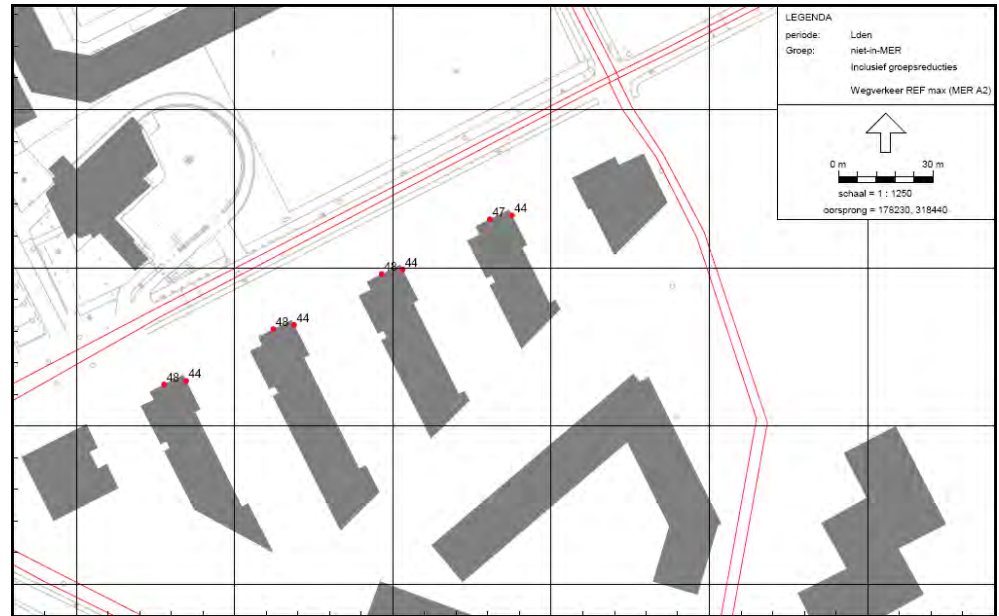 LEGENDA
periode: Lden
Groep: niet-in-MER
Inclusief groepsreducties
Wegverkeer REF max (MER A2)
0 m 30 m
schaal = 1 : 1250
oorsprong = 178230, 318440
47 44
48 44
48 44
48 44